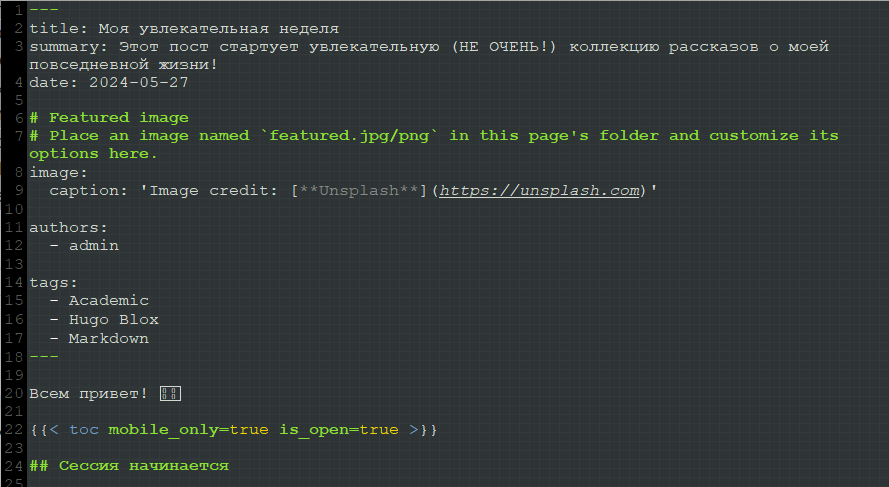 1 ---
2 title: Моя увлекательная неделя
3 summary: Этот пост стартует увлекательную (НЕ ОЧЕНЬ!) коллекцию рассказов о моей
повседневной жизни!
4 date: 2024-05-27
5
6 # Featured image
7 # Place an image named `featured.jpg/png` in this page's folder and customize its
options here.
8 image:
9   caption: 'Image credit: [**Unsplash**](https://unsplash.com)'
10
11 authors:
12   - admin
13
14 tags:
15   - Academic
16   - Hugo Blox
17   - Markdown
18 ---
19
20 Всем привет!
21
22 {{< toc mobile_only=true is_open=true >}}
23
24 ## Сессия начинается
25